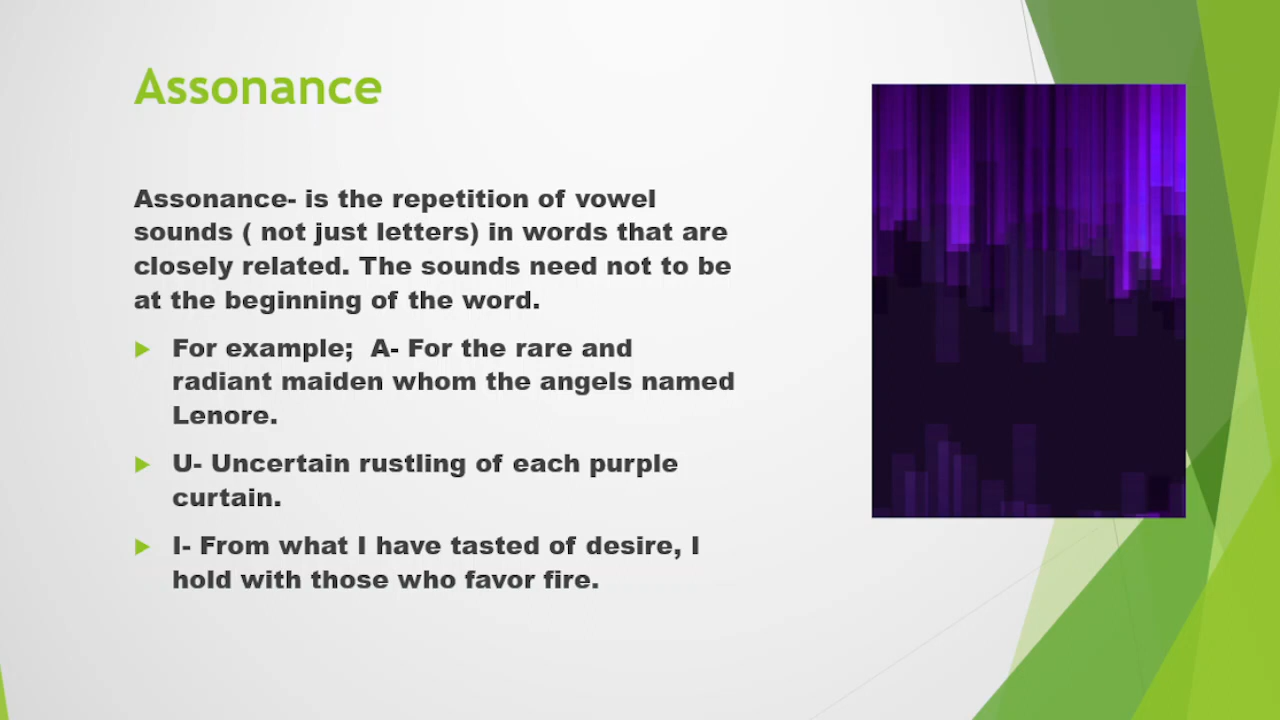 Assonance
Assonance- is the repetition of vowel
sounds ( not just letters) in words that are
closely related. The sounds need not to be
at the beginning of the word.
For example;  A- For the rare and
radiant maiden whom the angels named
Lenore.
U- Uncertain rustling of each purple
curtain.
I- From what I have tasted of desire, I
hold with those who favor fire.